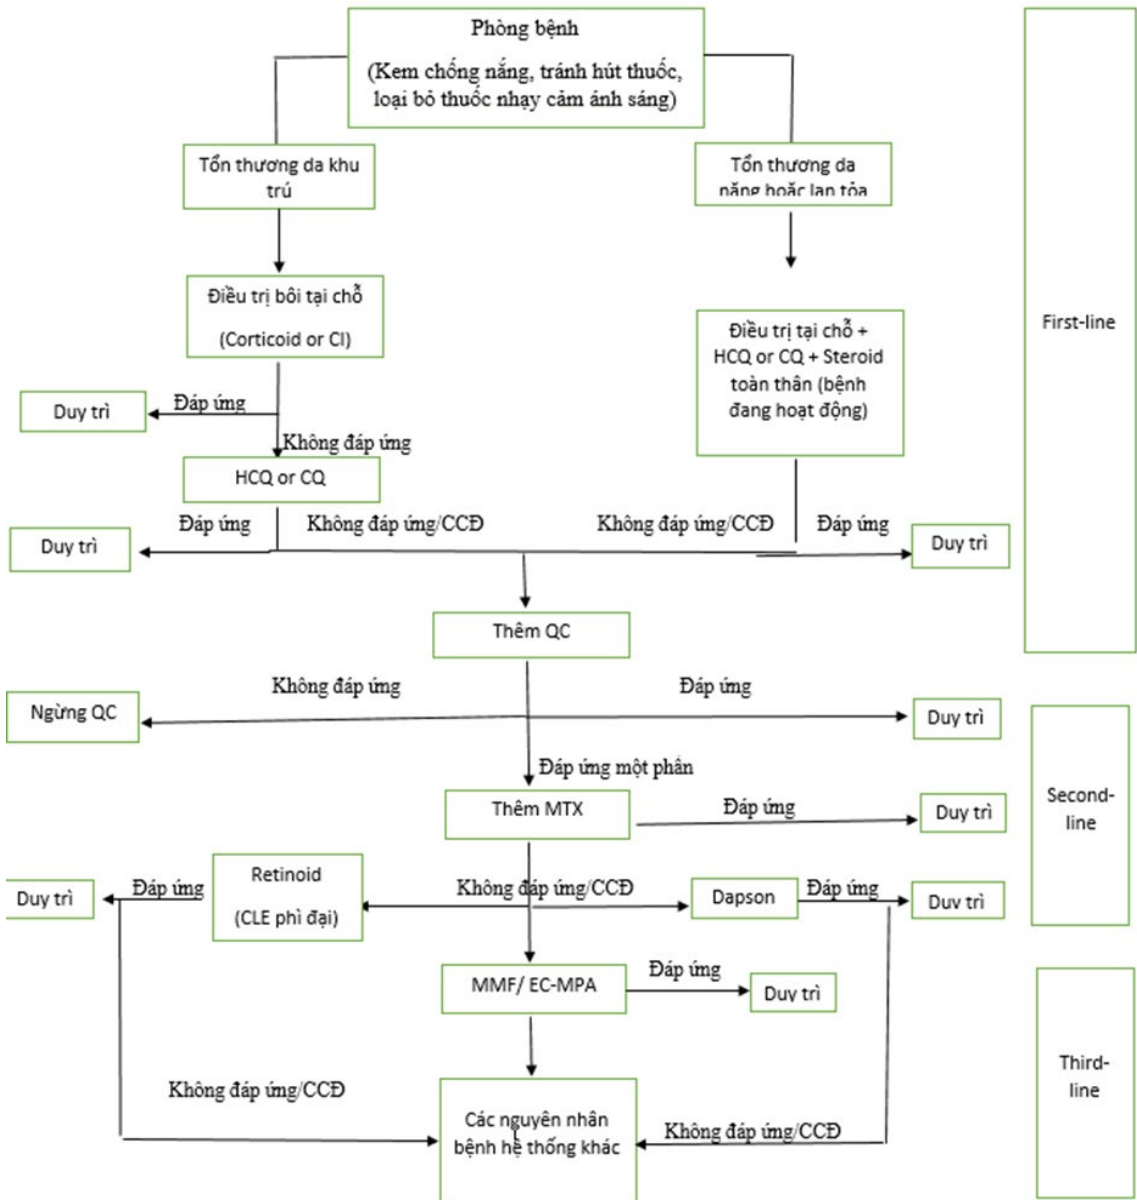 Phòng bệnh
(Kem chống nắng, tránh hút thuốc,
loại bỏ thuốc nhạy cảm ánh sáng)
Tổn thương da khu
trú
Tổn thương da
nặng hoặc lan tỏa
Điều trị bôi tại chỗ
(Corticoid or CI)
Điều trị tại chỗ +
HCQ or CQ + Steroid
toàn thân (bệnh
đang hoạt động)
First-line
Duy trì
Đáp ứng
Không đáp ứng
HCQ or CQ
Đáp ứng
Không đáp ứng/CCĐ
Không đáp ứng/CCĐ
Đáp ứng
Duy trì
Duy trì
Thêm QC
Không đáp ứng
Đáp ứng
Ngừng QC
Duy trì
Đáp ứng một phần
Thêm MTX
Đáp ứng
Duy trì
Second-
line
Duy trì
Đáp ứng
Retinoid
(CLE phì đại)
Không đáp ứng/CCĐ
Dapson
Đáp ứng
Duy trì
MMF/ EC-MPA
Đáp ứng
Duy trì
Third-
line
Không đáp ứng/CCĐ
Các nguyên nhân
bệnh hệ thống khác
Không đáp ứng/CCĐ